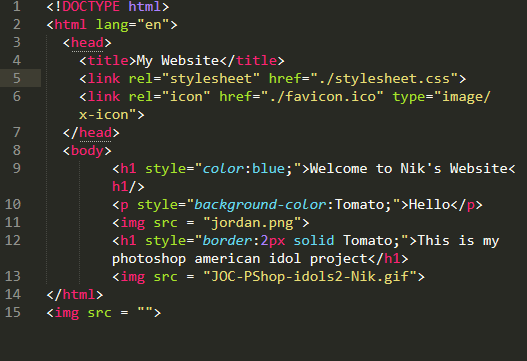 1 <!DOCTYPE html>
2 <html lang="en">
3 <head>
4 <title>My Website</title>
5 <link rel="stylesheet" href="./stylesheet.css">
6 <link rel="icon" href="./favicon.ico" type="image/
x-icon">
7 </head>
8 <body>
9 <h1 style="color:blue;">Welcome to Nik's Website<
h1/>
10 <p style="background-color:Tomato;">Hello</p>
11 <img src = "jordan.png">
12 <h1 style="border:2px solid Tomato;">This is my
photoshop american idol project</h1>
13 <img src = "JOC-PShop-idols2-Nik.gif">
14 </html>
15 <img src = "">